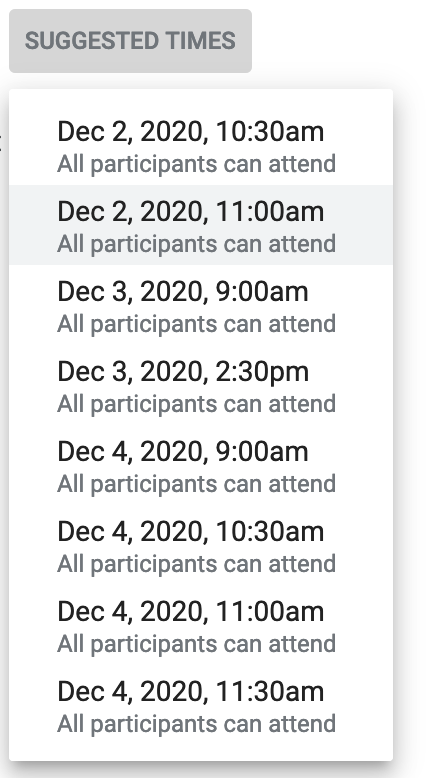 SUGGESTED TIMES
Dec 2, 2020, 10:30am
All participants can attend
Dec 2, 2020, 11:00am
All participants can attend
Dec 3, 2020, 9:00am
All participants can attend
Dec 3, 2020, 2:30pm
All participants can attend
Dec 4, 2020, 9:00am
All participants can attend
Dec 4, 2020, 10:30am
All participants can attend
Dec 4, 2020, 11:00am
All participants can attend
Dec 4, 2020, 11:30am
All participants can attend